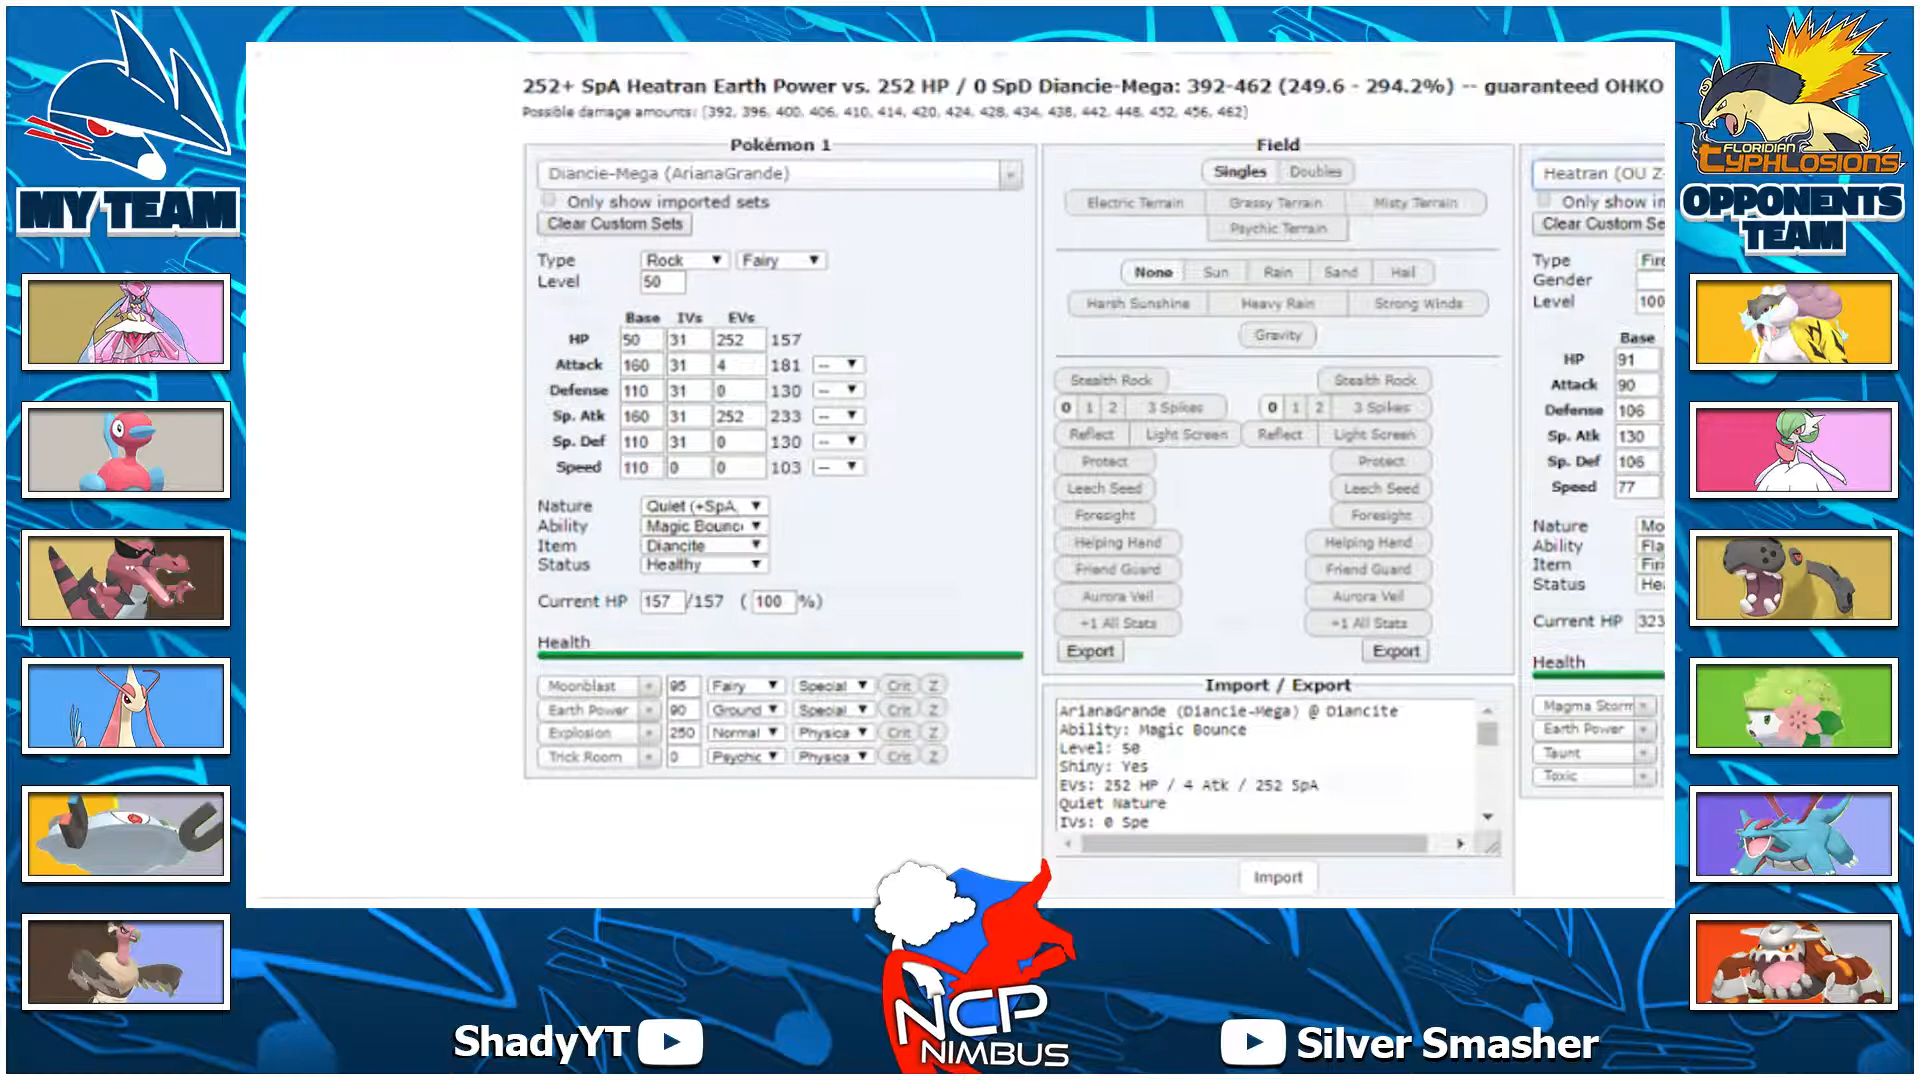 252+ SpA Heatran Earth Power vs. 252 HP / 0 SpD Diancie-Mega: 392-462 (249.6 - 294.2%) -- guaranteed OHKO
Possible damage amounts: (392, 396, 400, 406, 410, 414, 420, 424, 428, 434, 438, 442, 448, 452, 456, 462)
MY TEAM
FLORIDIAN
TYPHLOSIONS
OPPONENTS
TEAM
Pokémon 1
Diancie-Mega (ArianaGrande)
Only show imported sets
Clear Custom Sets
Type Rock Fairy
Level 50
Base IVs EVs
HP 50 31 252 157
Attack 160 31 4 181 --
Defense 110 31 0 130 --
Sp. Atk 160 31 252 233 --
Sp. Def 110 31 0 130 --
Speed 110 0 0 103 --
Nature Quiet (+SpA,
Ability Magic Bounc
Item Diancite
Status Healthy
Current HP 157 /157 ( 100 %)
Health
Moonblast 95 Fairy Special Crit Z
Earth Power 90 Ground Special Crit Z
Explosion 250 Normal Physica Crit Z
Trick Room 0 Psychic Physica Crit Z
Field
Singles Doubles
Electric Terrain Grassy Terrain Misty Terrain
Psychic Terrain
None Sun Rain Sand Hail
Harsh Sunshine Heavy Rain Strong Winds
Gravity
Stealth Rock Stealth Rock
0 1 2 3 Spikes 0 1 2 3 Spikes
Reflect Light Screen Reflect Light Screen
Protect Protect
Leech Seed Leech Seed
Foresight Foresight
Helping Hand Helping Hand
Friend Guard Friend Guard
Aurora Veil Aurora Veil
+1 All Stats +1 All Stats
Export Export
Import / Export
ArianaGrande (Diancie-Mega) @ Diancite
Ability: Magic Bounce
Level: 50
Shiny: Yes
EVs: 252 HP / 4 Atk / 252 SpA
Quiet Nature
IVs: 0 Spe
Import
Heatran (OU Z-
Only show im
Clear Custom Se
Type Fire
Gender
Level 100
Base
HP 91
Attack 90
Defense 106
Sp. Atk 130
Sp. Def 106
Speed 77
Nature Mo
Ability Fla
Item Firi
Status Hea
Current HP 323
Health
Magma Storm
Earth Power
Taunt
Toxic
ShadyYT
NCP
NIMBUS
Silver Smasher